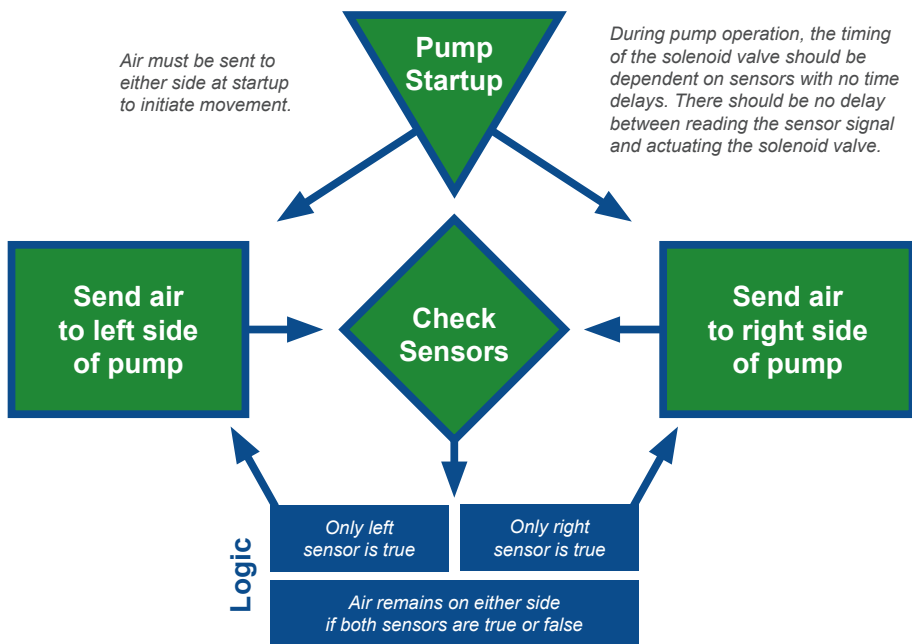 Air must be sent to
either side at startup
to initiate movement.
Pump
Startup
During pump operation, the timing
of the solenoid valve should be
dependent on sensors with no time
delays. There should be no delay
between reading the sensor signal
and actuating the solenoid valve.
Send air
to left side
of pump
Check
Sensors
Send air
to right side
of pump
Logic
Only left
sensor is true
Only right
sensor is true
Air remains on either side
if both sensors are true or false